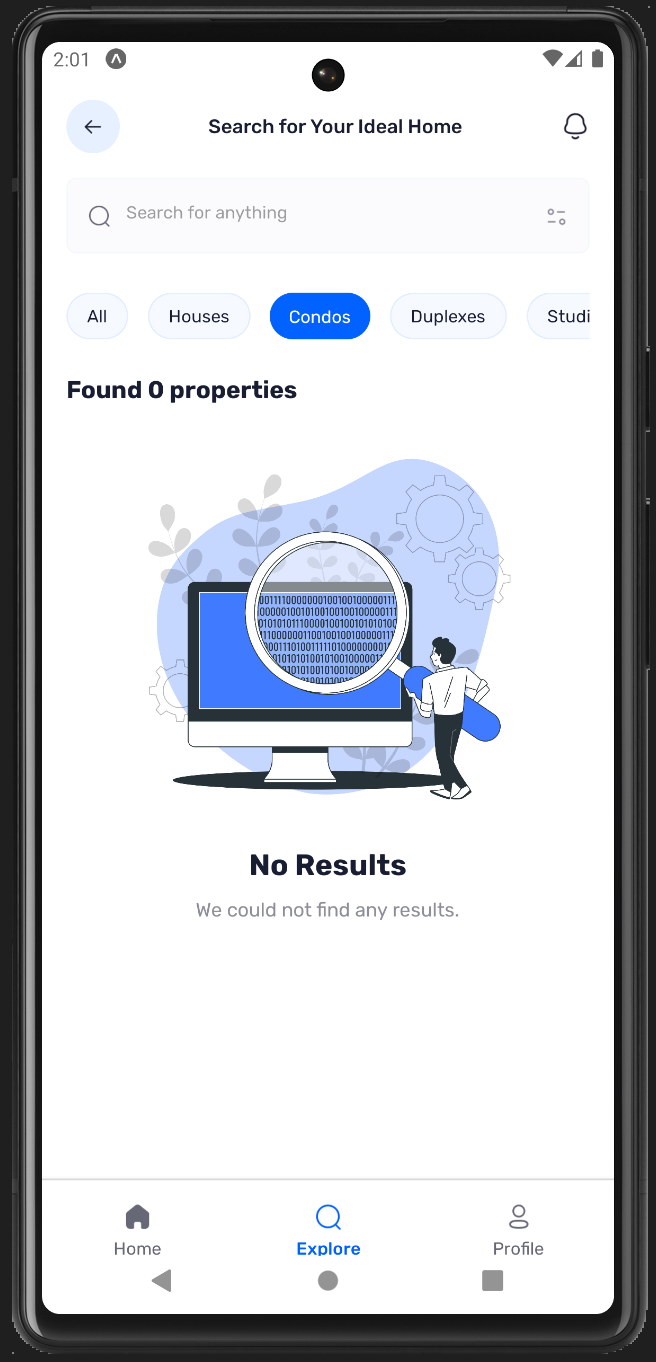 2:01
Search for Your Ideal Home
Search for anything
All Houses Condos Duplexes Studi
Found 0 properties
No Results
We could not find any results.
Home Explore Profile